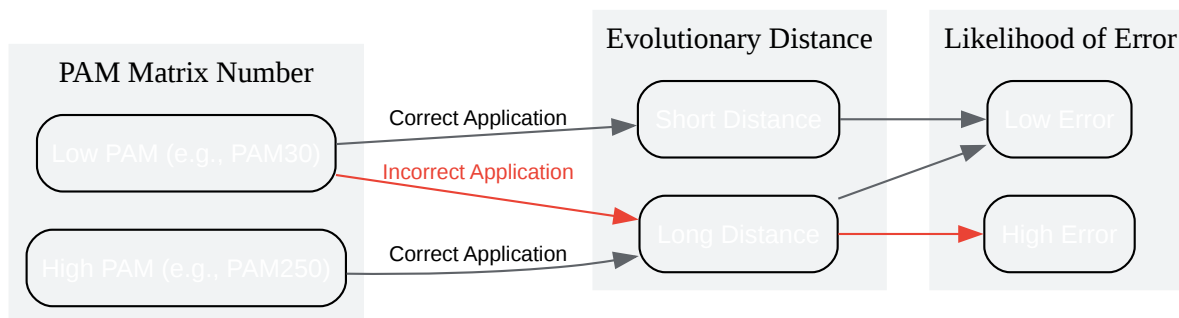 PAM Matrix Number
Low PAM (e.g., PAM30)
High PAM (e.g., PAM250)
Correct Application
Incorrect Application
Correct Application
Evolutionary Distance
Short Distance
Long Distance
Likelihood of Error
Low Error
High Error